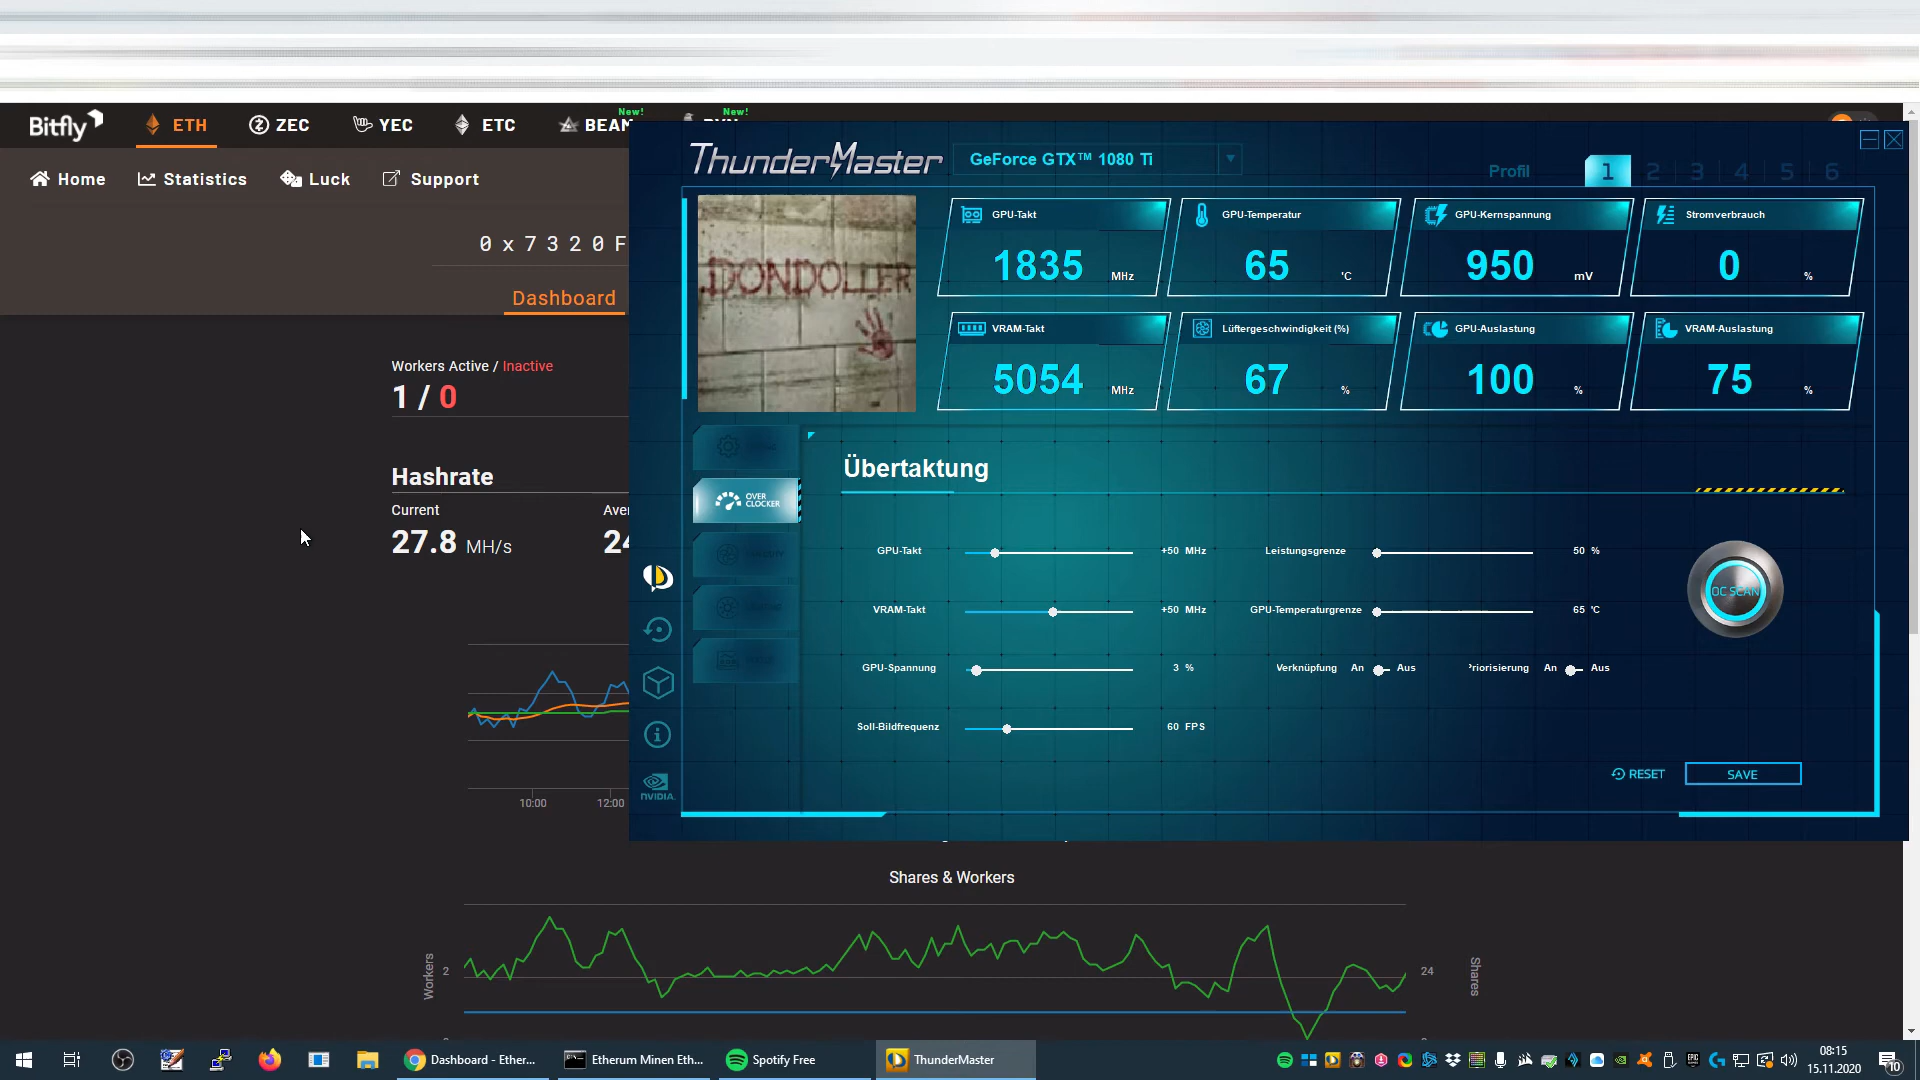 Bitfly
ETH
ZEC
YEC
ETC
New!
BEAM
New!
Home
Statistics
Luck
Support
0x7320F
Dashboard
Workers Active / Inactive
1 / 0
Hashrate
Current
27.8 MH/s
10:00
12:00
THUNDERMASTER
GeForce GTX™ 1080 Ti
Profil
1 2 3 4 5 6
DONDOLLER
GPU-Takt
1835 MHz
GPU-Temperatur
65 'C
GPU-Kernspannung
950 mV
Stromverbrauch
0 %
VRAM-Takt
5054 MHz
Lüftergeschwindigkeit (%)
67 %
GPU-Auslastung
100 %
VRAM-Auslastung
75 %
OVER
CLOCKER
Übertaktung
GPU-Takt +50 MHz
Leistungsgrenze 50 %
VRAM-Takt +50 MHz
GPU-Temperaturgrenze 65 'C
GPU-Spannung 3 %
Verknüpfung An Aus
Priorisierung An Aus
Soll-Bildfrequenz 60 FPS
OC SCAN
RESET
SAVE
NVIDIA.
Shares & Workers
Workers
2
24
Shares
Dashboard - Ether...
Etherum Minen Eth...
Spotify Free
ThunderMaster
08:15
15.11.2020
10